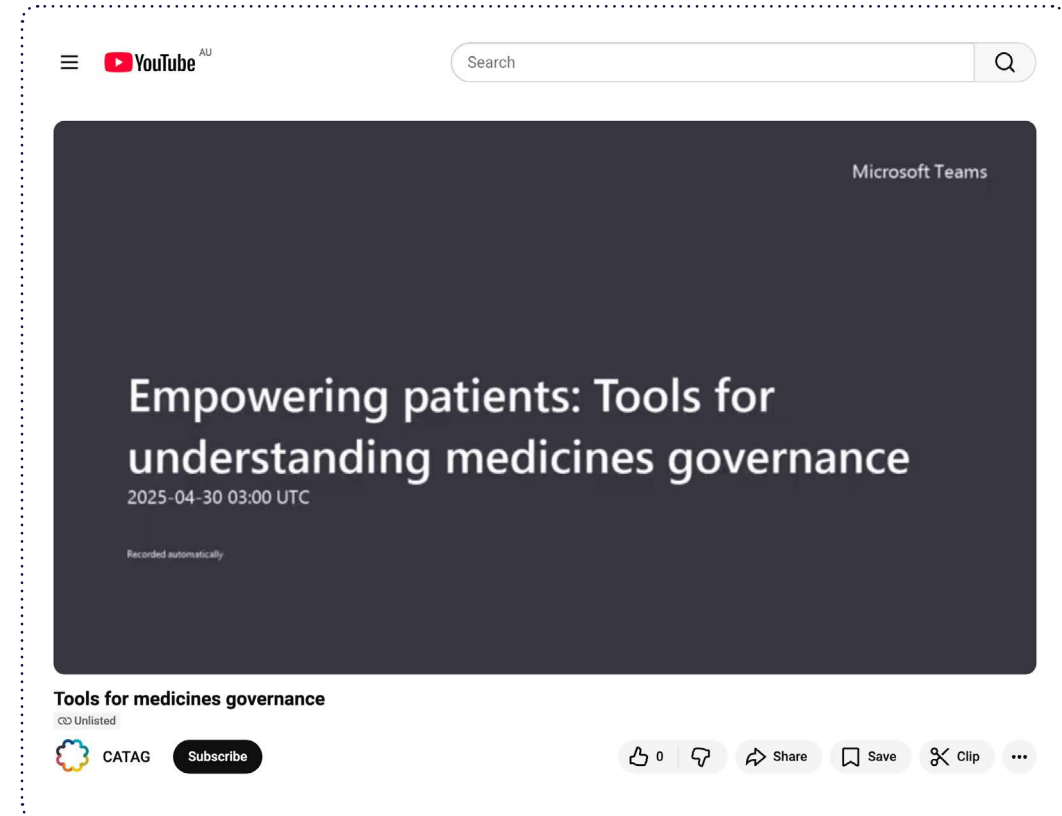 YouTube AU
Search
Microsoft Teams
Empowering patients: Tools for
understanding medicines governance
2025-04-30 03:00 UTC
Recorded automatically
Tools for medicines governance
Unlisted
CATAG Subscribe 0 Share Save Clip